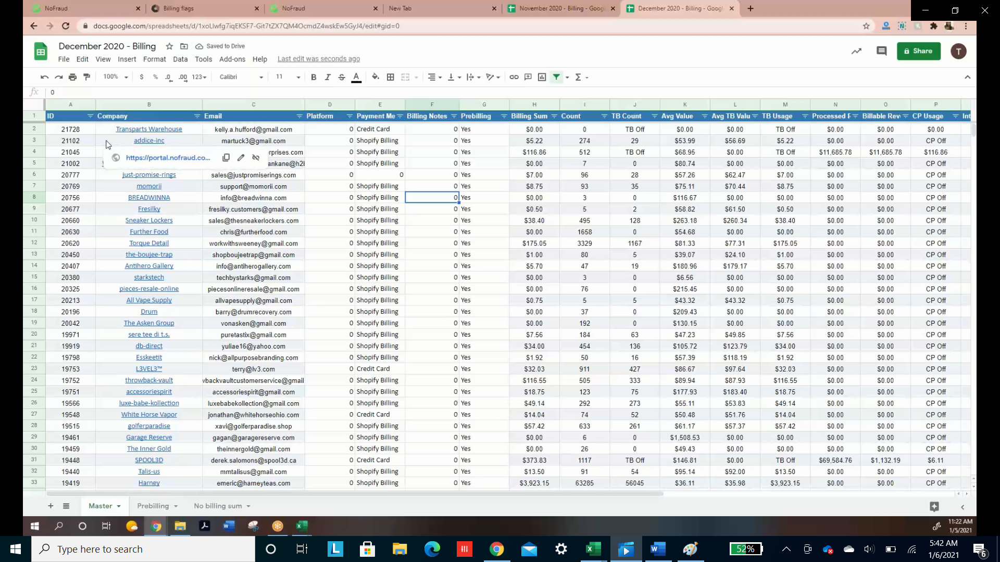 NoFraud Billing flags NoFraud New Tab November 2020 - Billing - Goog December 2020 - Billing - Googl
docs.google.com/spreadsheets/d/1xoLIwfg7iqEKSF7-Git7tZX7QM4OcmdZ4wskEw5GyJ4/edit#gid=0
December 2020 - Billing Saved to Drive
Share T
File Edit View Insert Format Data Tools Add-ons Help Last edit was seconds ago
100% $ % .0 .00 123 Calibri 11
fx 0
A B C D E F G H I J K L M N O P
1 ID Company Email Platform Payment Me Billing Notes Prebilling Billing Sum Count TB Count Avg Value Avg TB Valu TB Usage Processed F Billable Rev CP Usage Int
2 21728 Transparts Warehouse kelly.a.hufford@gmail.com 0 Credit Card 0 Yes $0.00 0 TB Off $0.00 $0.00 TB Off $0.00 $0.00 $0.00
3 21102 addice-inc martuck3@gmail.com 0 Shopify Billing 0 Yes $5.22 274 29 $53.99 $56.69 $5.22 $0.00 $0.00 CP Off
4 21045 https://portal.nofraud.co... erprises.com 0 Shopify Billing 0 Yes $116.86 512 TB Off $68.95 $0.00 TB Off $11,685.78 $11,685.78 $116.86
5 21002 ankane@h2b 0 Shopify Billing 0 Yes $0.00 7 0 $80.74 $0.00 $0.00 $0.00 $0.00 CP Off
6 20777 just-promise-rings sales@justpromiserings.com 0 0 0 Yes $7.00 96 28 $57.26 $62.47 $7.00 $0.00 $0.00 CP Off
7 20769 momorii support@momorii.com 0 Shopify Billing 0 Yes $8.75 93 35 $75.11 $70.44 $8.75 $0.00 $0.00 CP Off
8 20756 BREADWINNA info@breadwinna.com 0 Shopify Billing 0 Yes $0.00 3 0 $116.67 $0.00 $0.00 $0.00 $0.00 CP Off
9 20677 Fresilky fresilky.customers@gmail.com 0 Shopify Billing 0 Yes $0.50 5 2 $58.82 $61.50 $0.50 $0.00 $0.00 CP Off
10 20660 Sneaker Lockers sales@thesneakerlockers.com 0 Shopify Billing 0 Yes $38.40 495 128 $263.18 $260.34 $38.40 $0.00 $0.00 CP Off
11 20630 Further Food chris@furtherfood.com 0 Shopify Billing 0 Yes $0.00 1658 0 $54.68 $0.00 $0.00 $0.00 $0.00 CP Off
12 20620 Torque Detail workwithsweeney@gmail.com 0 Shopify Billing 0 Yes $175.05 3329 1167 $81.33 $77.31 $175.05 $0.00 $0.00 CP Off
13 20450 the-boujee-trap shopboujeetrap@gmail.com 0 Shopify Billing 0 Yes $1.00 80 5 $39.07 $24.10 $1.00 $0.00 $0.00 CP Off
14 20407 Antihero Gallery info@antiherogallery.com 0 Shopify Billing 0 Yes $5.70 47 19 $180.96 $179.17 $5.70 $0.00 $0.00 CP Off
15 20380 starkstech techbystarks@gmail.com 0 Shopify Billing 0 Yes $0.00 3 0 $6.56 $0.00 $0.00 $0.00 $0.00 CP Off
16 20325 pieces-resale-online piecesonlineresale@gmail.com 0 Shopify Billing 0 Yes $0.00 76 0 $215.45 $0.00 $0.00 $0.00 $0.00 CP Off
17 20213 All Vape Supply allvapesupply@gmail.com 0 Shopify Billing 0 Yes $0.75 5 5 $43.32 $43.32 $0.75 $0.00 $0.00 CP Off
18 20196 Drum barry@drumrecovery.com 0 Shopify Billing 0 Yes $0.00 37 0 $209.43 $0.00 $0.00 $0.00 $0.00 CP Off
19 20042 The Asken Group vonasken@gmail.com 0 Shopify Billing 0 Yes $0.00 192 0 $130.15 $0.00 $0.00 $0.00 $0.00 CP Off
20 19971 sere tee di t.s. puretastix@gmail.com 0 Shopify Billing 0 Yes $7.56 184 63 $47.23 $49.85 $7.56 $0.00 $0.00 CP Off
21 19919 db-direct yuliae16@yahoo.com 0 Shopify Billing 0 Yes $34.00 454 136 $105.72 $123.79 $34.00 $0.00 $0.00 CP Off
22 19798 Esskeetit nick@allpurposebranding.com 0 Shopify Billing 0 Yes $1.92 50 16 $57.39 $118.19 $1.92 $0.00 $0.00 CP Off
23 19753 L3VEL3™ terry@lv3.com 0 Credit Card 0 Yes $32.03 911 427 $86.67 $97.64 $32.03 $0.00 $0.00 CP Off
24 19752 throwback-vault vbackvaultcustomerservice@gmail 0 Shopify Billing 0 Yes $116.55 505 333 $89.94 $87.93 $116.55 $0.00 $0.00 CP Off
25 19751 accessoriespirit accessoriespirit@gmail.com 0 Shopify Billing 0 Yes $18.75 123 75 $177.93 $183.40 $18.75 $0.00 $0.00 CP Off
26 19566 luxe-babe-kollection luxebabekollection@gmail.com 0 Shopify Billing 0 Yes $49.14 292 273 $55.11 $53.83 $49.14 $0.00 $0.00 CP Off
27 19548 White Horse Vapor jonathan@whitehorseohio.com 0 Credit Card 0 Yes $14.04 74 52 $50.48 $51.76 $14.04 $0.00 $0.00 CP Off
28 19515 golferparadise xavi@golferparadise.shop 0 Shopify Billing 0 Yes $57.42 633 261 $61.17 $57.37 $57.42 $0.00 $0.00 CP Off
29 19461 Garage Reserve gagan@garagereserve.com 0 Shopify Billing 0 Yes $0.00 6 0 $1,508.53 $0.00 $0.00 $0.00 $0.00 CP Off
30 19459 The Inner Gold theinnergold@gmail.com 0 Shopify Billing 0 Yes $0.00 26 0 $49.43 $0.00 $0.00 $0.00 $0.00 CP Off
31 19448 SPOOL3D derek.salomons@spool3d.ca 0 Credit Card 0 Yes $373.83 1117 TB Off $146.81 $0.00 TB Off $69,584.76 $1,132.19 $6.11
32 19440 Talis-us mmtalisus@gmail.com 0 Shopify Billing 0 Yes $13.50 91 54 $95.14 $92.00 $13.50 $0.00 $0.00 CP Off
33 19419 Harney emeric@harneyteas.com 0 Shopify Billing 0 Yes $3,923.15 63285 56045 $36.11 $35.98 $3,923.15 $0.00 $0.00 CP Off
Master Prebilling No billing sum
11:22 AM
1/5/2021
Type here to search
52%
5:42 AM
1/6/2021
6